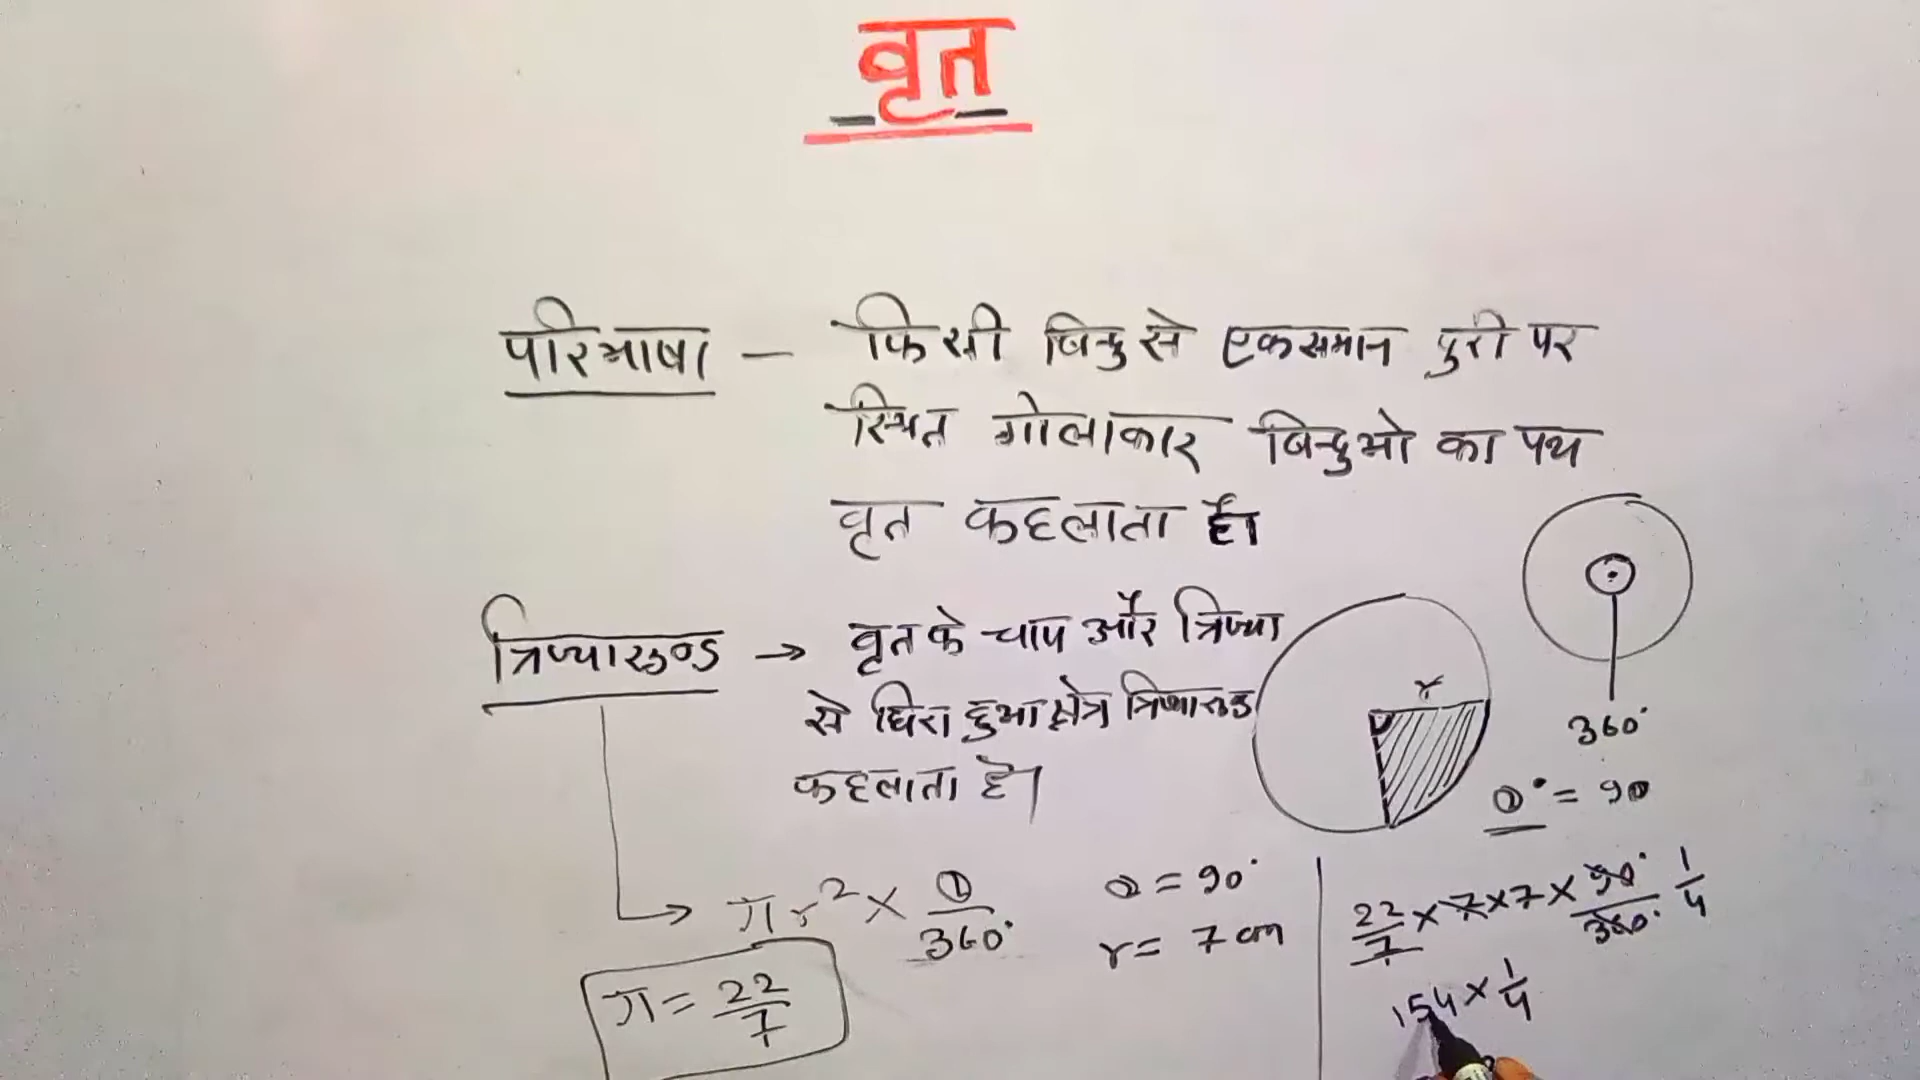 वृत
परिभाषा – किसी बिन्दु से एकसमान दुरी पर
स्थित गोलाकार बिन्दुओ का पथ
वृत कहलाता है।
त्रिज्याखण्ड → वृत के चाप और त्रिज्या
से घिरा हुआ क्षेत्र त्रिज्याखण्ड
कहलाता है।
r
360°
θ° = 90
πr² × θ/360°
π = 22/7
θ = 90°
r = 7 cm
22/7 × 7 × 7 × 90°/360° 1/4
154 × 1/4